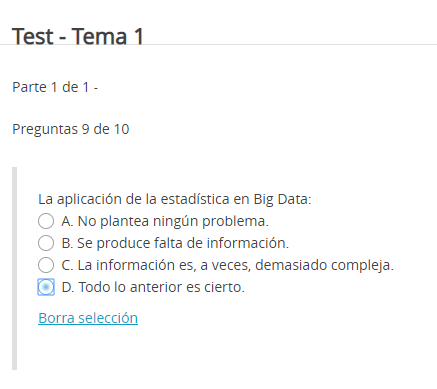 Test - Tema 1
Parte 1 de 1 -
Preguntas 9 de 10
La aplicación de la estadística en Big Data:
A. No plantea ningún problema.
B. Se produce falta de información.
C. La información es, a veces, demasiado compleja.
D. Todo lo anterior es cierto.
Borra selección